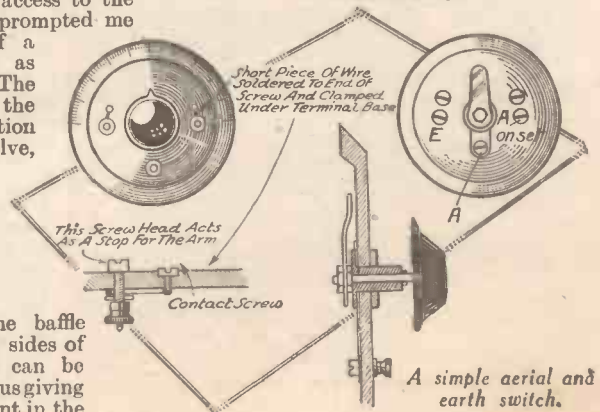 access to the
prompted me
of a
as
The
the
tion
lve,
Short Piece Of Wire
Soldered To End Of
Screw And Clamped
Under Terminal Base
E
A
on Set
A
This Screw Head Acts
As A Stop For The Arm
Contact Screw
ne baffle
sides of
can be
us giving
nt in the
A simple aerial and
earth switch.